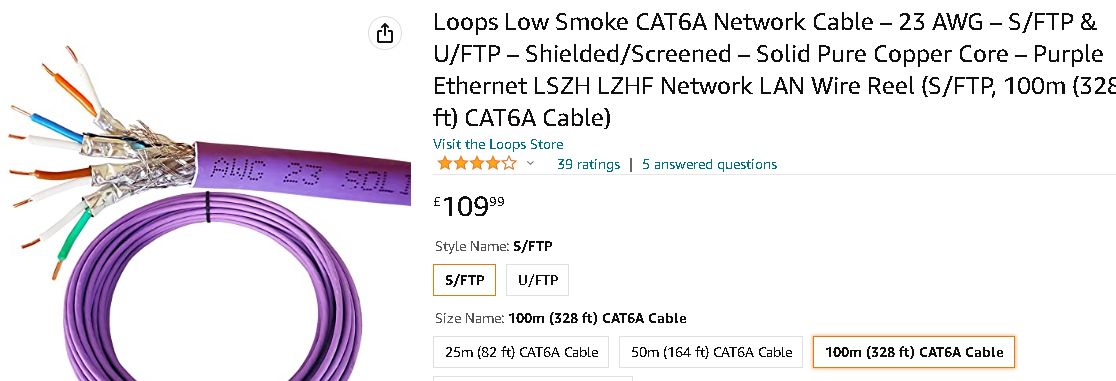 Loops Low Smoke CAT6A Network Cable – 23 AWG – S/FTP &
U/FTP – Shielded/Screened – Solid Pure Copper Core – Purple
Ethernet LSZH LZHF Network LAN Wire Reel (S/FTP, 100m (328
ft) CAT6A Cable)
Visit the Loops Store
39 ratings | 5 answered questions
AWG 23
£10999
Style Name: S/FTP
S/FTP U/FTP
Size Name: 100m (328 ft) CAT6A Cable
25m (82 ft) CAT6A Cable 50m (164 ft) CAT6A Cable 100m (328 ft) CAT6A Cable